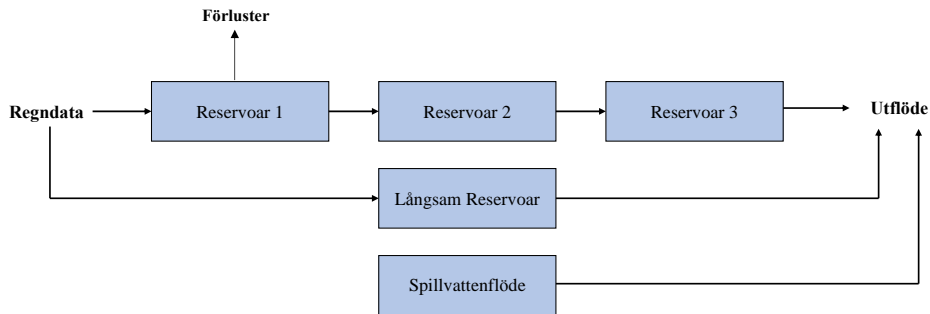 Förluster
Regndata
Reservoar 1
Reservoar 2
Reservoar 3
Utflöde
Långsam Reservoar
Spillvattenflöde